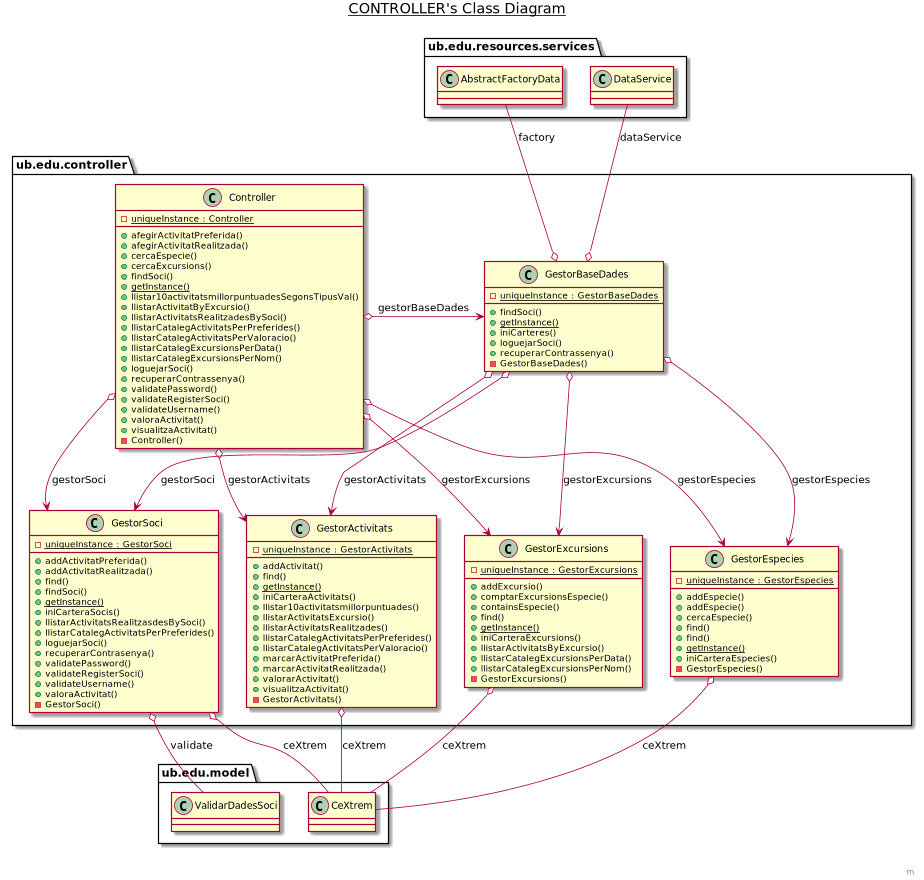 CONTROLLER's Class Diagram
ub.edu.resources.services
C AbstractFactoryData
C DataService
factory
dataService
ub.edu.controller
C Controller
uniqueInstance : Controller
afegirActivitatPreferida()
afegirActivitatRealitzada()
cercaEspecie()
cercaExcursions()
findSoci()
getInstance()
llistar10activitatsmillorpuntuadesSegonsTipusVal()
llistarActivitatByExcursio()
llistarActivitatsRealitzadesBySoci()
llistarCatalegActivitatsPerPreferides()
llistarCatalegActivitatsPerValoracio()
llistarCatalegExcursionsPerData()
llistarCatalegExcursionsPerNom()
loguejarSoci()
recuperarContrassenya()
validatePassword()
validateRegisterSoci()
validateUsername()
valoraActivitat()
visualitzaActivitat()
Controller()
gestorBaseDades
C GestorBaseDades
uniqueInstance : GestorBaseDades
findSoci()
getInstance()
iniCarteres()
loguejarSoci()
recuperarContrassenya()
GestorBaseDades()
gestorSoci
gestorSoci
gestorActivitats
gestorActivitats
gestorExcursions
gestorExcursions
gestorEspecies
gestorEspecies
C GestorSoci
uniqueInstance : GestorSoci
addActivitatPreferida()
addActivitatRealitzada()
find()
findSoci()
getInstance()
iniCarteraSocis()
llistarActivitatsRealitzasdesBySoci()
llistarCatalegActivitatsPerPreferides()
loguejarSoci()
recuperarContrasenya()
validatePassword()
validateRegisterSoci()
validateUsername()
valoraActivitat()
GestorSoci()
C GestorActivitats
uniqueInstance : GestorActivitats
addActivitat()
find()
getInstance()
iniCarteraActivitats()
llistar10activitatsmillorpuntuades()
llistarActivitatsExcursio()
llistarActivitatsRealitzades()
llistarCatalegActivitatsPerPreferides()
llistarCatalegActivitatsPerValoracio()
marcarActivitatPreferida()
marcarActivitatRealitzada()
valorarActivitat()
visualitzaActivitat()
GestorActivitats()
C GestorExcursions
uniqueInstance : GestorExcursions
addExcursio()
comptarExcursionsEspecie()
containsEspecie()
find()
getInstance()
iniCarteraExcursions()
llistarActivitatsByExcursio()
llistarCatalegExcursionsPerData()
llistarCatalegExcursionsPerNom()
GestorExcursions()
C GestorEspecies
uniqueInstance : GestorEspecies
addEspecie()
addEspecie()
cercaEspecie()
find()
find()
getInstance()
iniCarteraEspecies()
GestorEspecies()
validate
ceXtrem
ceXtrem
ceXtrem
ceXtrem
ub.edu.model
C ValidarDadesSoci
C CeXtrem
m